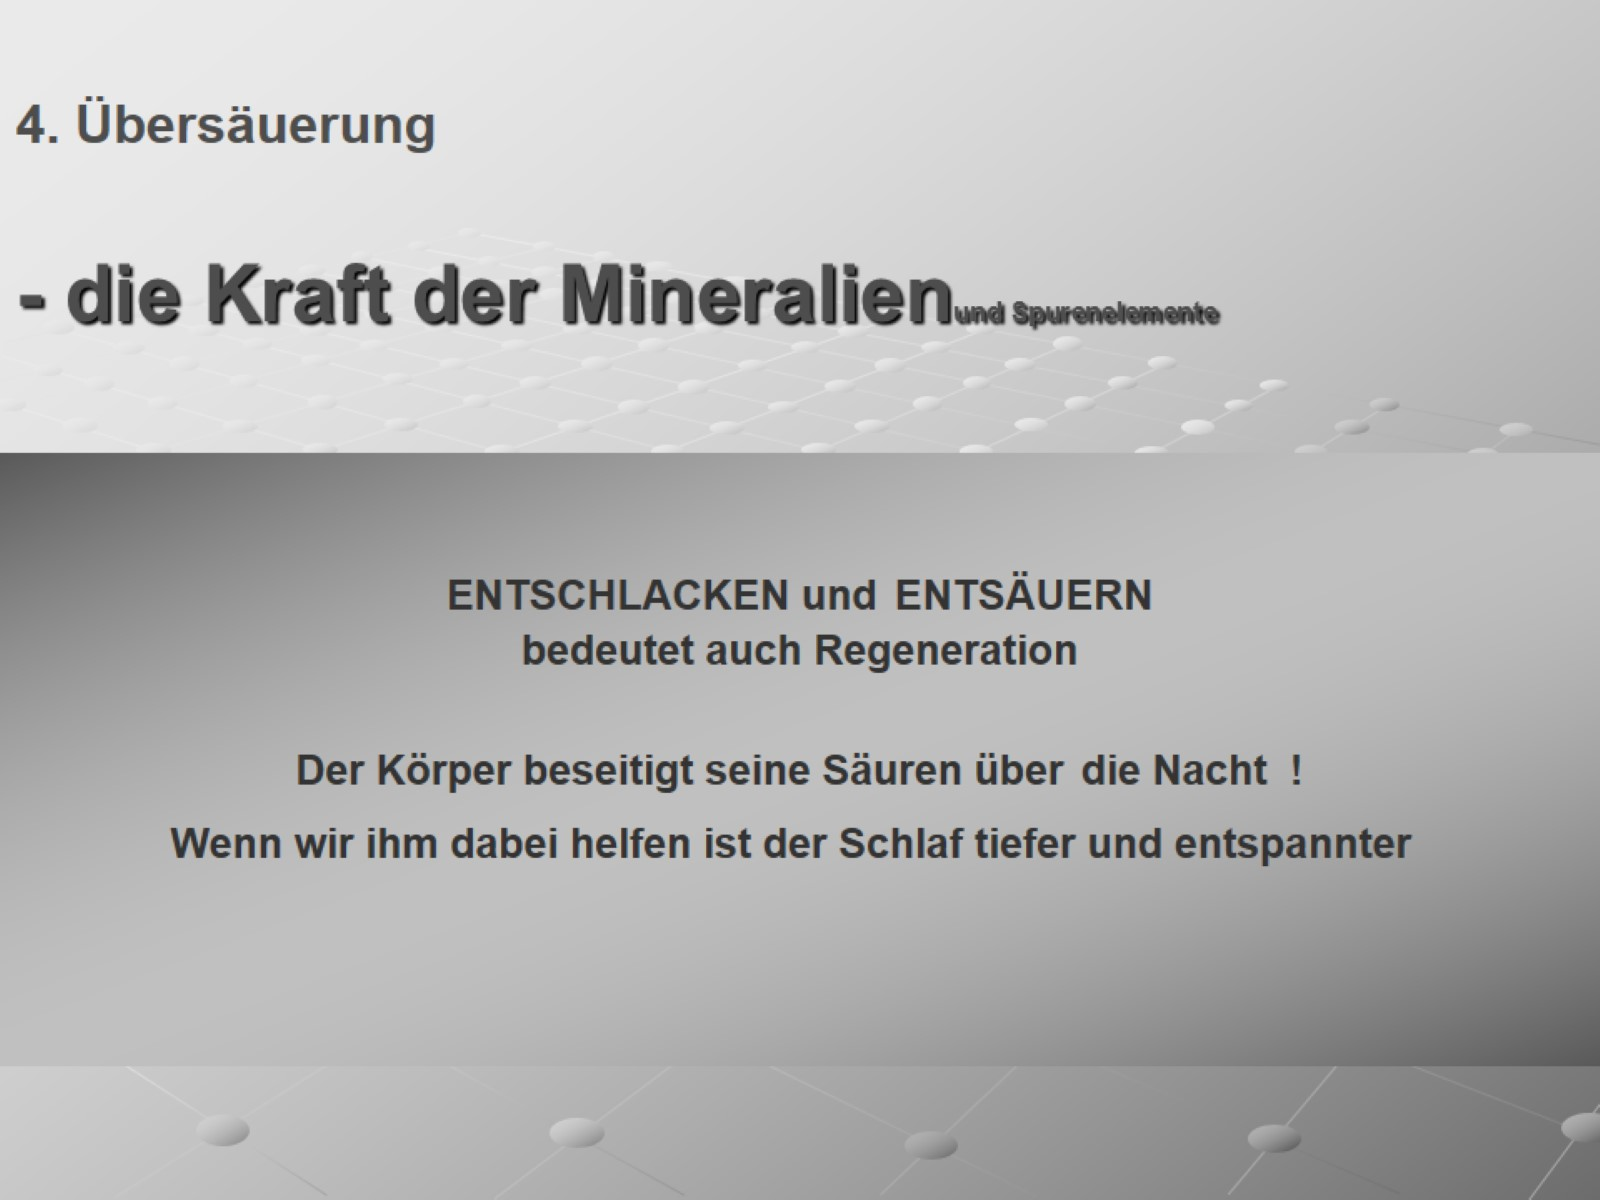 4. Übersäuerung
- die Kraft der Mineralien und Spurenelemente
ENTSCHLACKEN und ENTSÄUERN
bedeutet auch Regeneration
Der Körper beseitigt seine Säuren über die Nacht !
Wenn wir ihm dabei helfen ist der Schlaf tiefer und entspannter